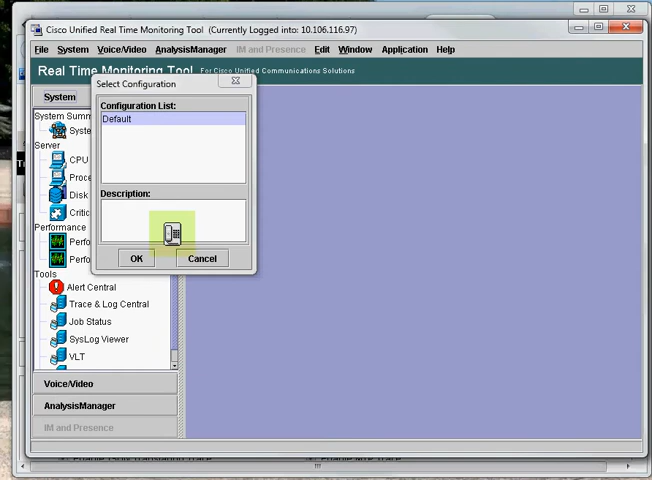 Cisco Unified Real Time Monitoring Tool (Currently Logged into: 10.106.116.97)
File System Voice/Video AnalysisManager IM and Presence Edit Window Application Help
Real Time Monitoring Tool For Cisco Unified Communications Solutions
Select Configuration
System
Configuration List:
Default
System Summ
Syste
Server
CPU
Proce
Disk
Critic
Description:
Performance
Perfo
Perfo
OK Cancel
Tools
Alert Central
Trace & Log Central
Job Status
SysLog Viewer
VLT
Voice/Video
AnalysisManager
IM and Presence